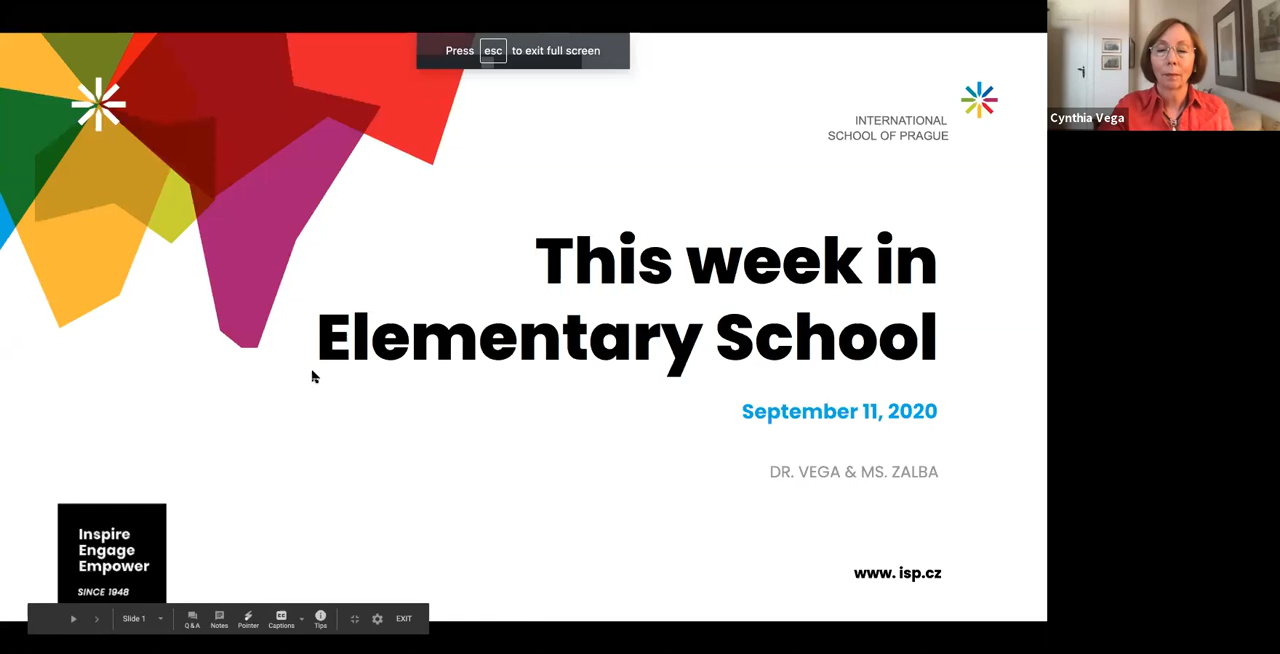 Press esc to exit full screen
INTERNATIONAL
SCHOOL OF PRAGUE
Cynthia Vega
This week in
Elementary School
September 11, 2020
DR. VEGA & MS. ZALBA
Inspire
Engage
Empower
SINCE 1948
www. isp.cz
Slide 1
Q&A
Notes
Pointer
Captions
Tips
EXIT